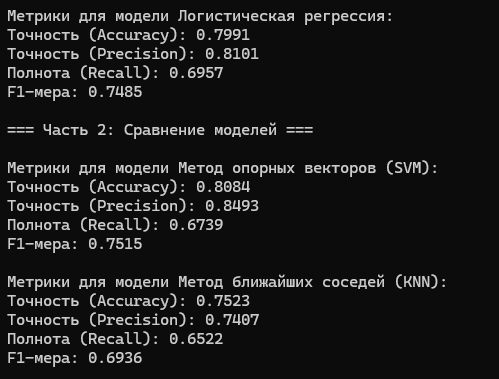 Метрики для модели Логистическая регрессия:
Точность (Accuracy): 0.7991
Точность (Precision): 0.8101
Полнота (Recall): 0.6957
F1-мера: 0.7485
=== Часть 2: Сравнение моделей ===
Метрики для модели Метод опорных векторов (SVM):
Точность (Accuracy): 0.8084
Точность (Precision): 0.8493
Полнота (Recall): 0.6739
F1-мера: 0.7515
Метрики для модели Метод ближайших соседей (KNN):
Точность (Accuracy): 0.7523
Точность (Precision): 0.7407
Полнота (Recall): 0.6522
F1-мера: 0.6936